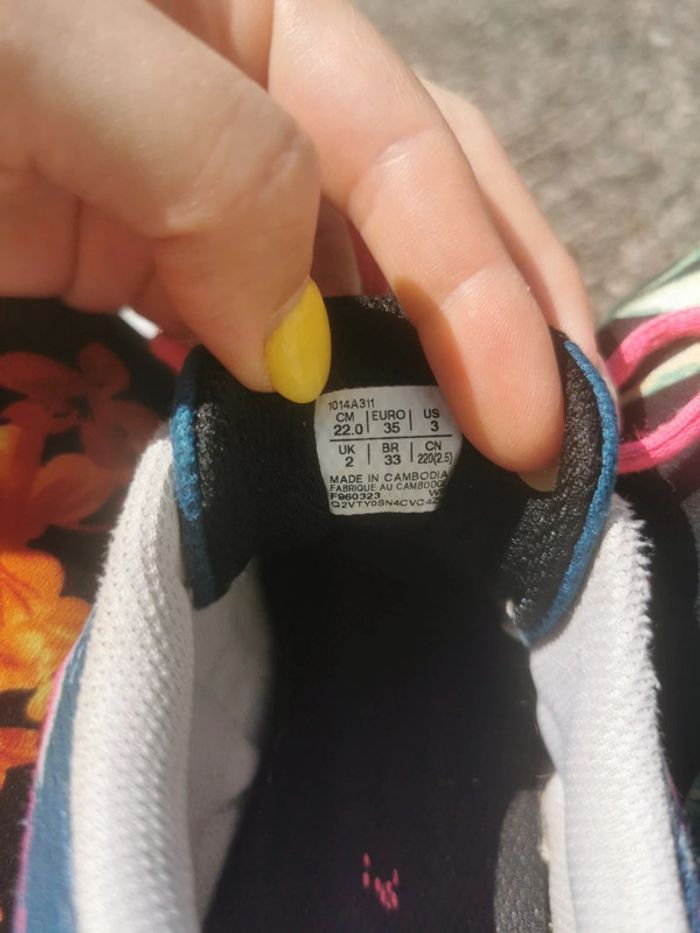 1014A311
CM EURO US
22.0 35 3
UK BR CN
2 33 220(2.5)
MADE IN CAMBODIA
FABRIQUE AU CAMBODGE
F960323